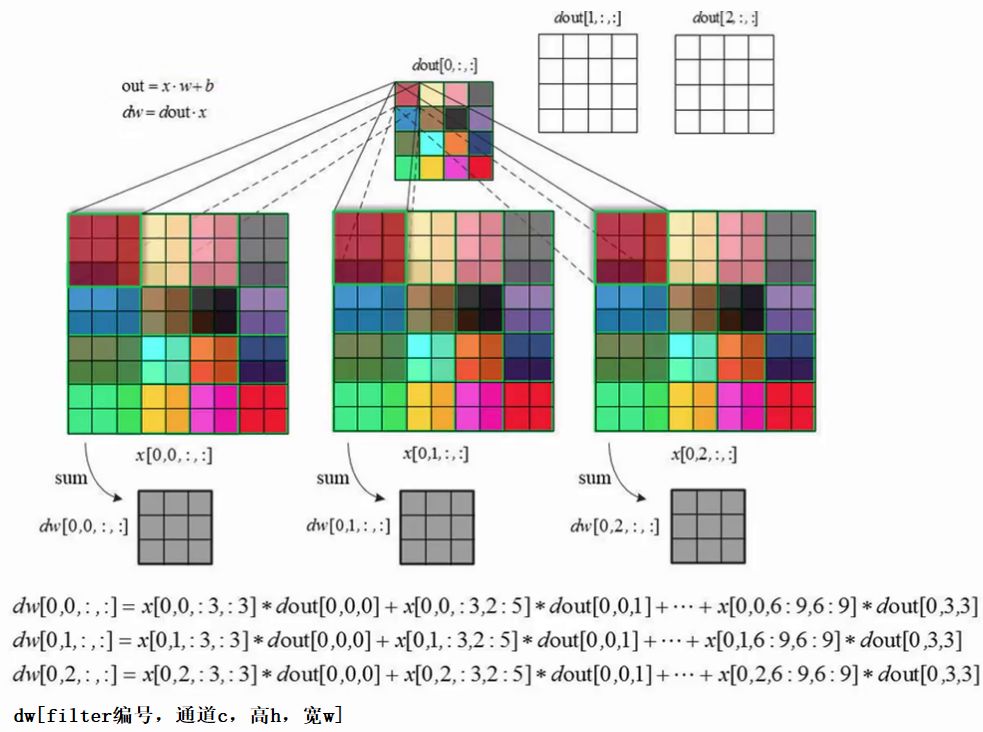 dout[1,:,:]
dout[2,:,:]
dout[0,:,:]
out = x·w+b
dw = dout·x
x[0,0,:,:]
x[0,1,:,:]
x[0,2,:,:]
sum
sum
sum
dw[0,0,:,:]
dw[0,1,:,:]
dw[0,2,:,:]
dw[0,0,:,:] = x[0,0,:3,:3]*dout[0,0,0]+x[0,0,:3,2:5]*dout[0,0,1]+⋯+x[0,0,6:9,6:9]*dout[0,3,3]
dw[0,1,:,:] = x[0,1,:3,:3]*dout[0,0,0]+x[0,1,:3,2:5]*dout[0,0,1]+⋯+x[0,1,6:9,6:9]*dout[0,3,3]
dw[0,2,:,:] = x[0,2,:3,:3]*dout[0,0,0]+x[0,2,:3,2:5]*dout[0,0,1]+⋯+x[0,2,6:9,6:9]*dout[0,3,3]
dw[filter编号，通道c，高h，宽w]